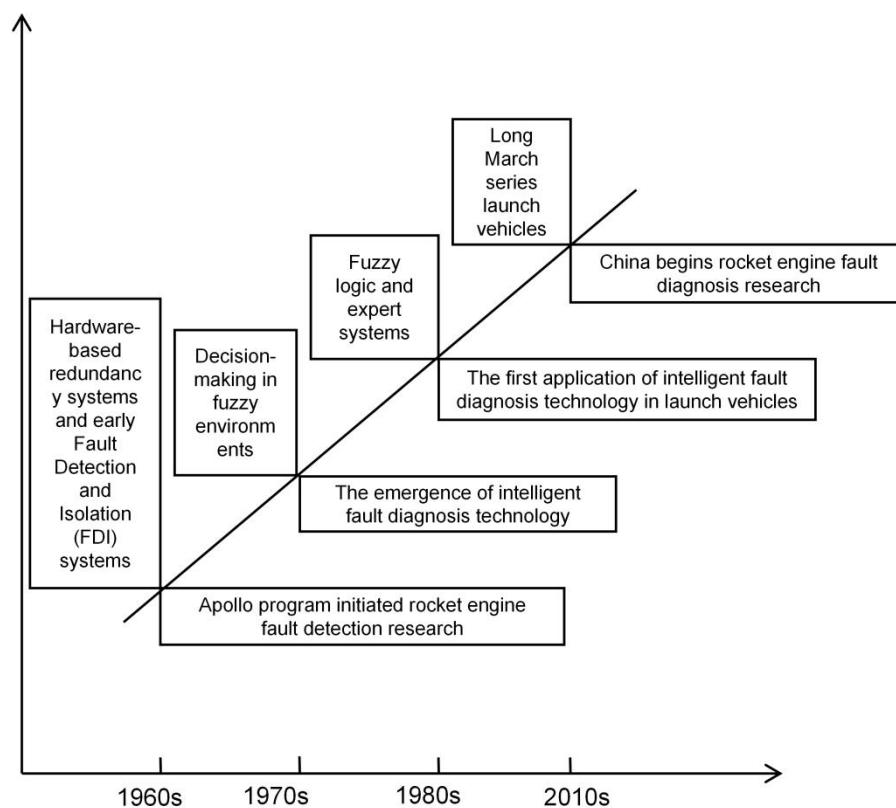 Long
March
series
launch
vehicles
China begins rocket engine fault
diagnosis research
Fuzzy
logic and
expert
systems
The first application of intelligent fault
diagnosis technology in launch vehicles
Decision-
making in
fuzzy
environm
ents
The emergence of intelligent
fault diagnosis technology
Hardware-
based
redundanc
y systems
and early
Fault
Detection
and
Isolation
(FDI)
systems
Apollo program initiated rocket engine
fault detection research
1960s
1970s
1980s
2010s